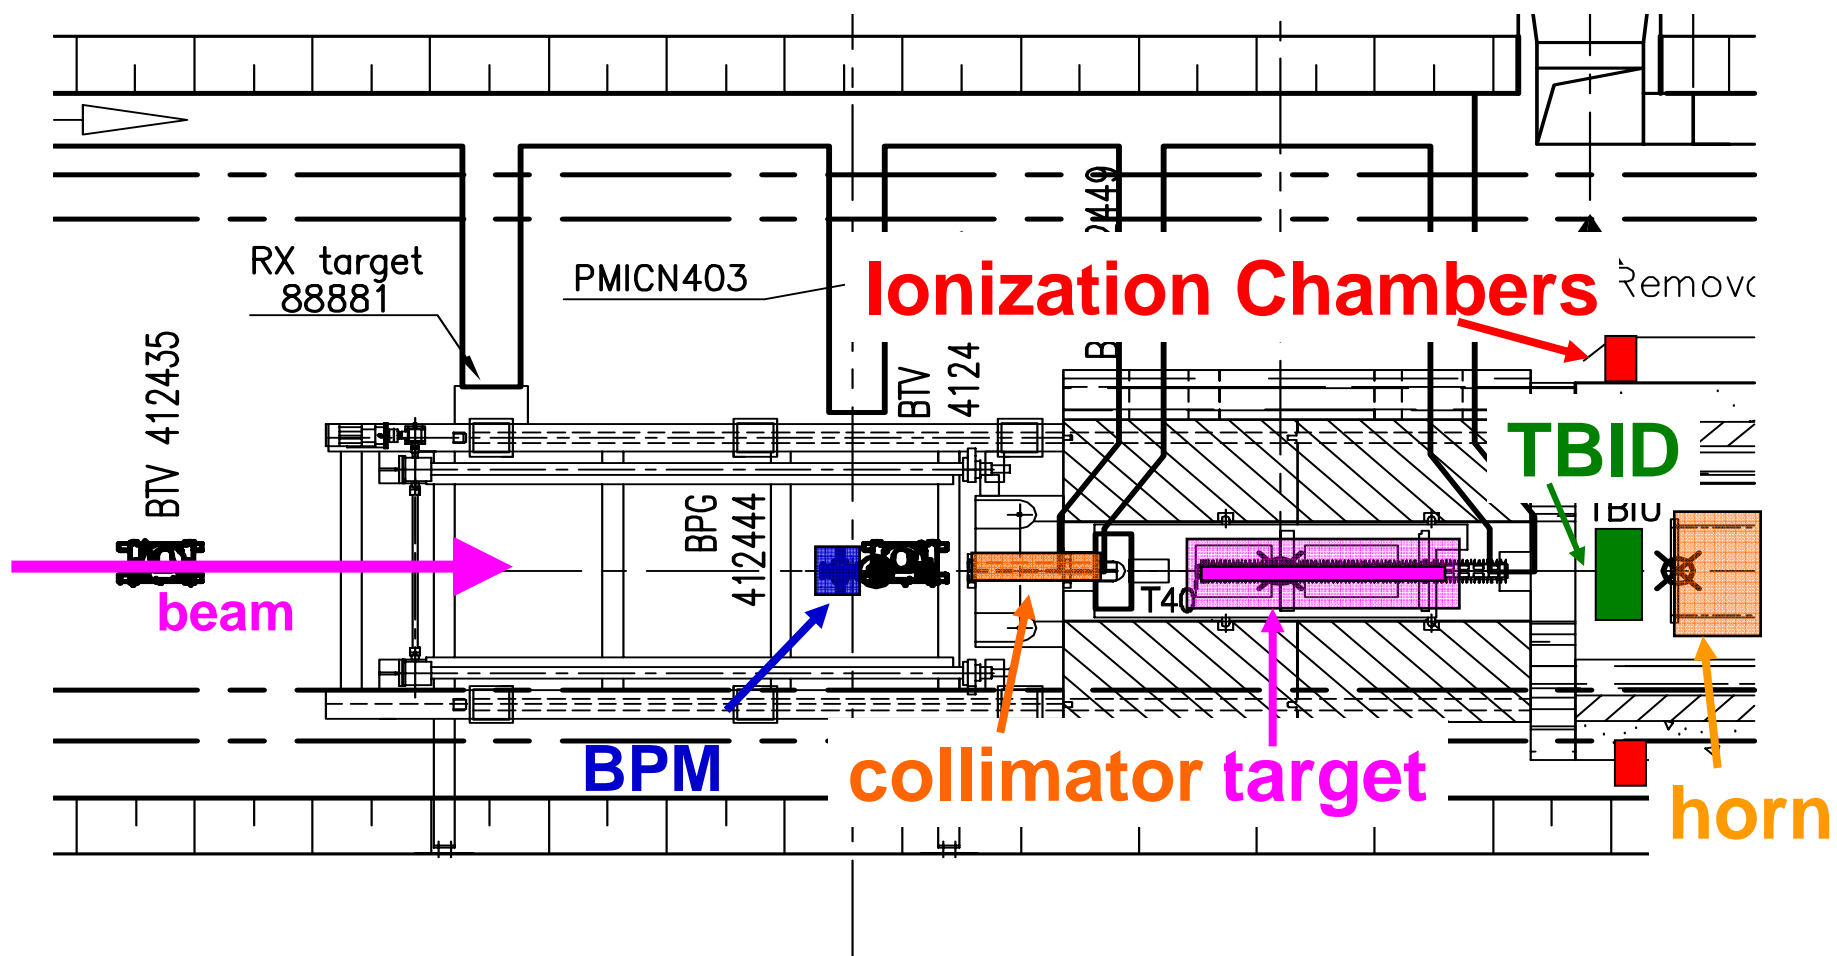 RX target
88881
PMICN403
Ionization Chambers
BTV 412435
BTV
4124
TBID
BPG
412444
T40
beam
BPM
collimator
target
horn